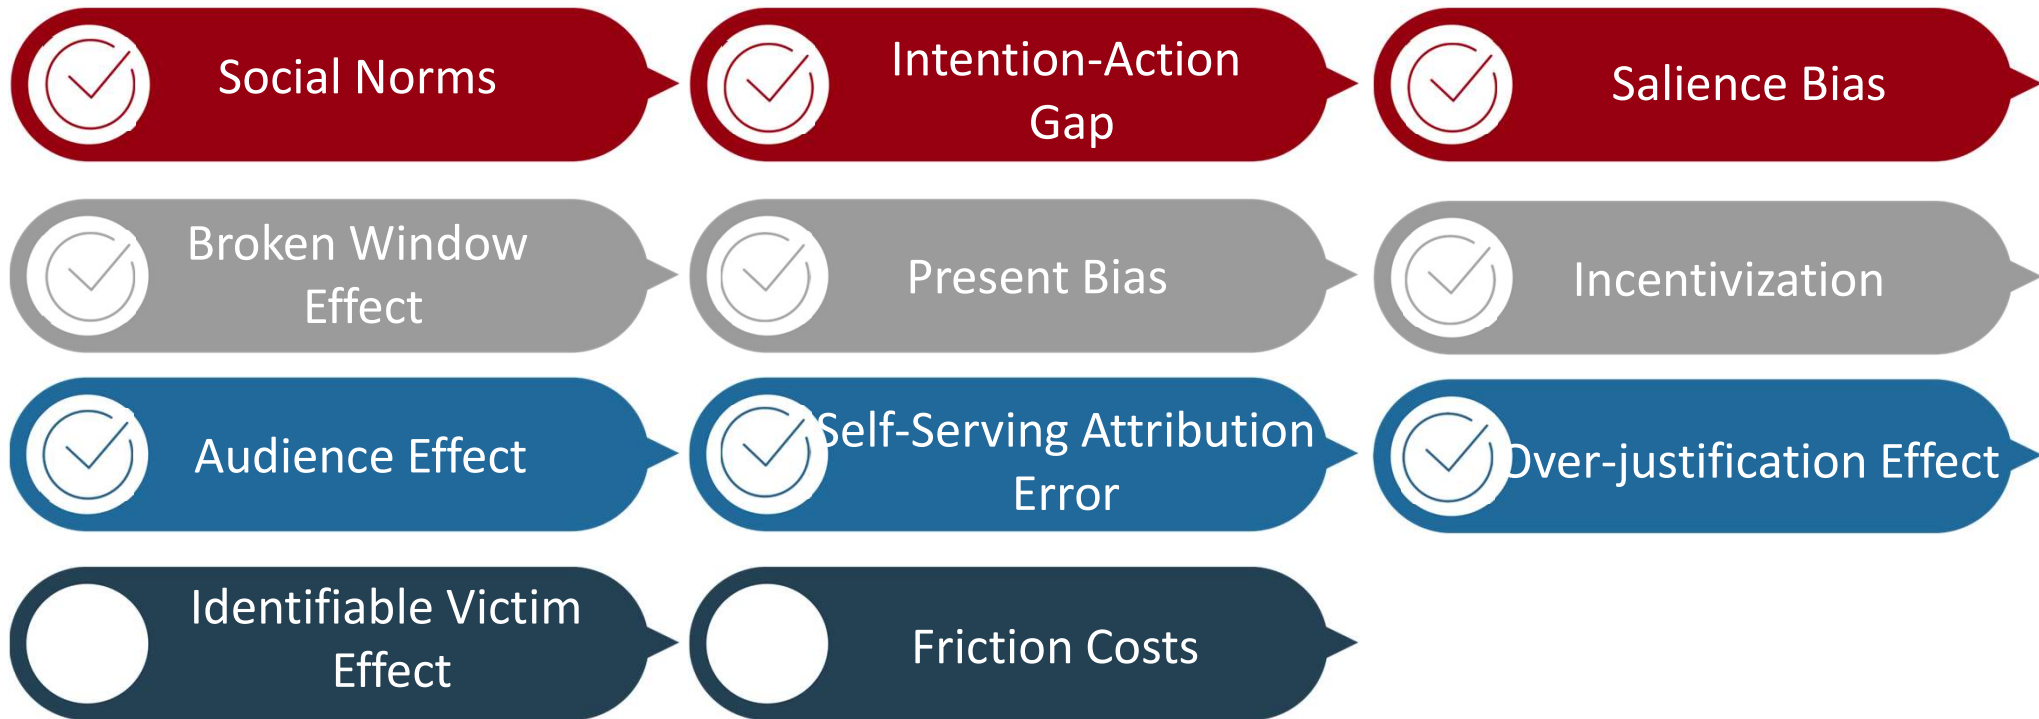 Social Norms
Intention-Action
Gap
Salience Bias
Broken Window
Effect
Present Bias
Incentivization
Audience Effect
Self-Serving Attribution
Error
Over-justification Effect
Identifiable Victim
Effect
Friction Costs